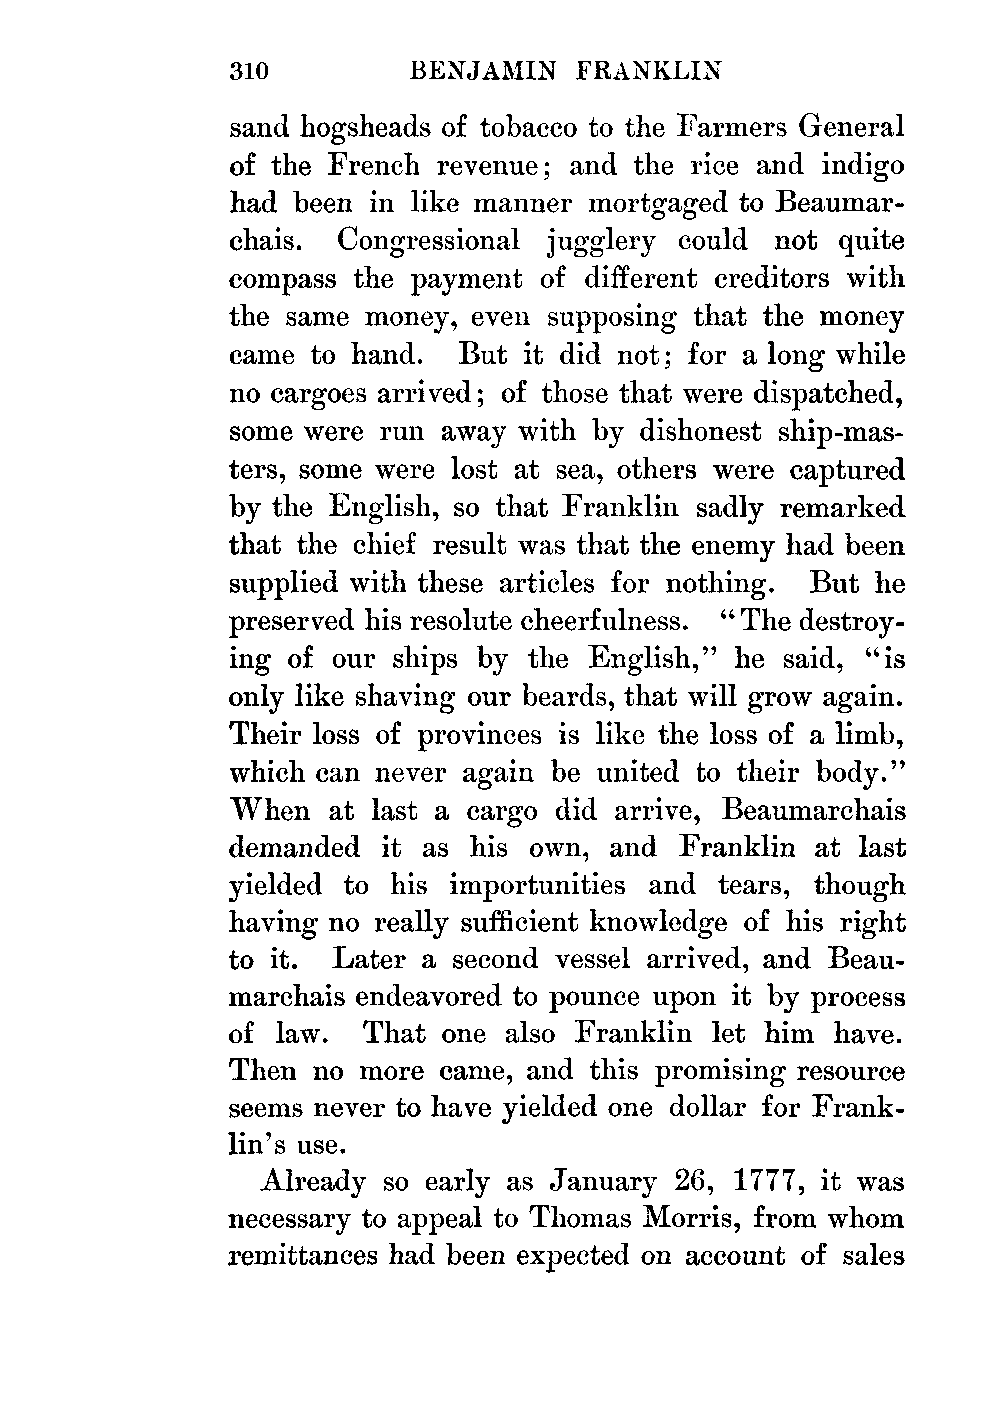 310 BENJAMIN FRANKLIN
sand hogsheads of tobacco to the Farmers General
of the French revenue; and the rice and indigo
had been in like manner mortgaged to Beaumar-
chais. Congressional jugglery could not quite
compass the payment of different creditors with
the same money, even supposing that the money
came to hand. But it did not; for a long while
no cargoes arrived; of those that were dispatched,
some were run away with by dishonest ship-mas-
ters, some were lost at sea, others were captured
by the English, so that Franklin sadly remarked
that the chief result was that the enemy had been
supplied with these articles for nothing. But he
preserved his resolute cheerfulness. “The destroy-
ing of our ships by the English,” he said, “is
only like shaving our beards, that will grow again.
Their loss of provinces is like the loss of a limb,
which can never again be united to their body.”
When at last a cargo did arrive, Beaumarchais
demanded it as his own, and Franklin at last
yielded to his importunities and tears, though
having no really sufficient knowledge of his right
to it. Later a second vessel arrived, and Beau-
marchais endeavored to pounce upon it by process
of law. That one also Franklin let him have.
Then no more came, and this promising resource
seems never to have yielded one dollar for Frank-
lin’s use.
Already so early as January 26, 1777, it was
necessary to appeal to Thomas Morris, from whom
remittances had been expected on account of sales